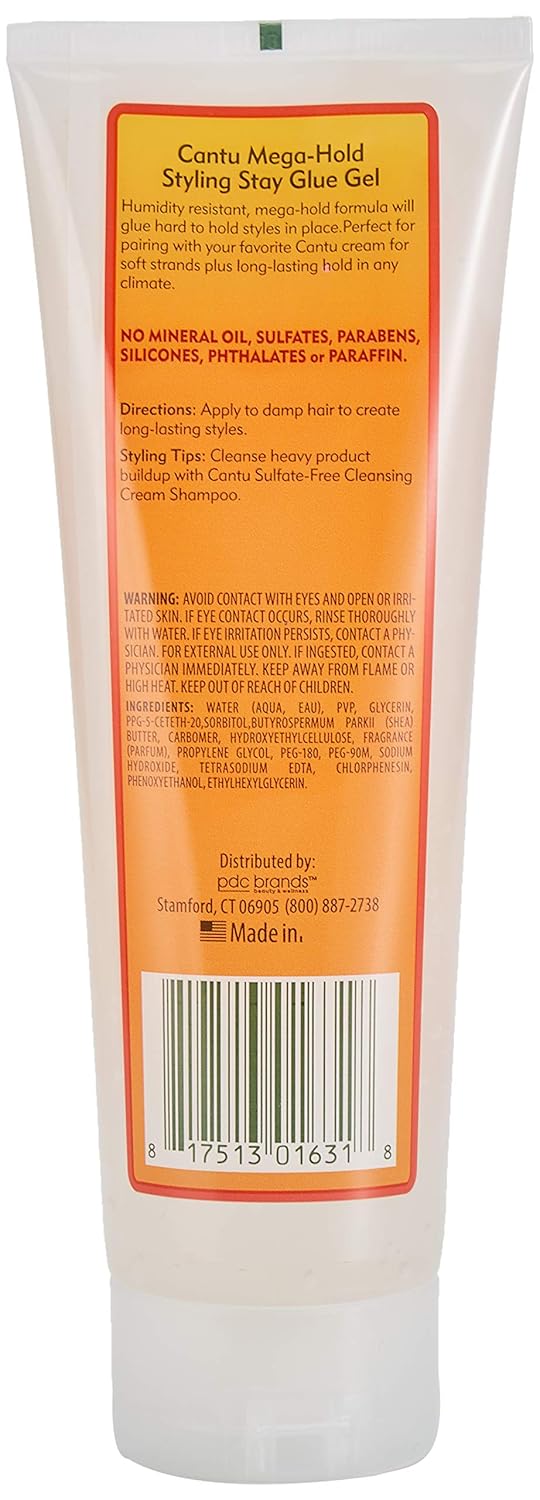 Cantu Mega-Hold
Styling Stay Glue Gel
Humidity resistant, mega-hold formula will
glue hard to hold styles in place.Perfect for
pairing with your favorite Cantu cream for
soft strands plus long-lasting hold in any
climate.
NO MINERAL OIL, SULFATES, PARABENS,
SILICONES, PHTHALATES or PARAFFIN.
Directions: Apply to damp hair to create
long-lasting styles.
Styling Tips: Cleanse heavy product
buildup with Cantu Sulfate-Free Cleansing
Cream Shampoo.
WARNING: AVOID CONTACT WITH EYES AND OPEN OR IRRI-
TATED SKIN. IF EYE CONTACT OCCURS, RINSE THOROUGHLY
WITH WATER. IF EYE IRRITATION PERSISTS, CONTACT A PHY-
SICIAN. FOR EXTERNAL USE ONLY. IF INGESTED, CONTACT A
PHYSICIAN IMMEDIATELY. KEEP AWAY FROM FLAME OR
HIGH HEAT. KEEP OUT OF REACH OF CHILDREN.
INGREDIENTS: WATER (AQUA, EAU), PVP, GLYCERIN,
PPG-5-CETETH-20,SORBITOL,BUTYROSPERMUM PARKII (SHEA)
BUTTER, CARBOMER, HYDROXYETHYLCELLULOSE, FRAGRANCE
(PARFUM), PROPYLENE GLYCOL, PEG-180, PEG-90M, SODIUM
HYDROXIDE, TETRASODIUM EDTA, CHLORPHENESIN,
PHENOXYETHANOL, ETHYLHEXYLGLYCERIN.
Distributed by:
pdc brands™
beauty & wellness
Stamford, CT 06905 (800) 887-2738
Made in.
8 17513 01631 8